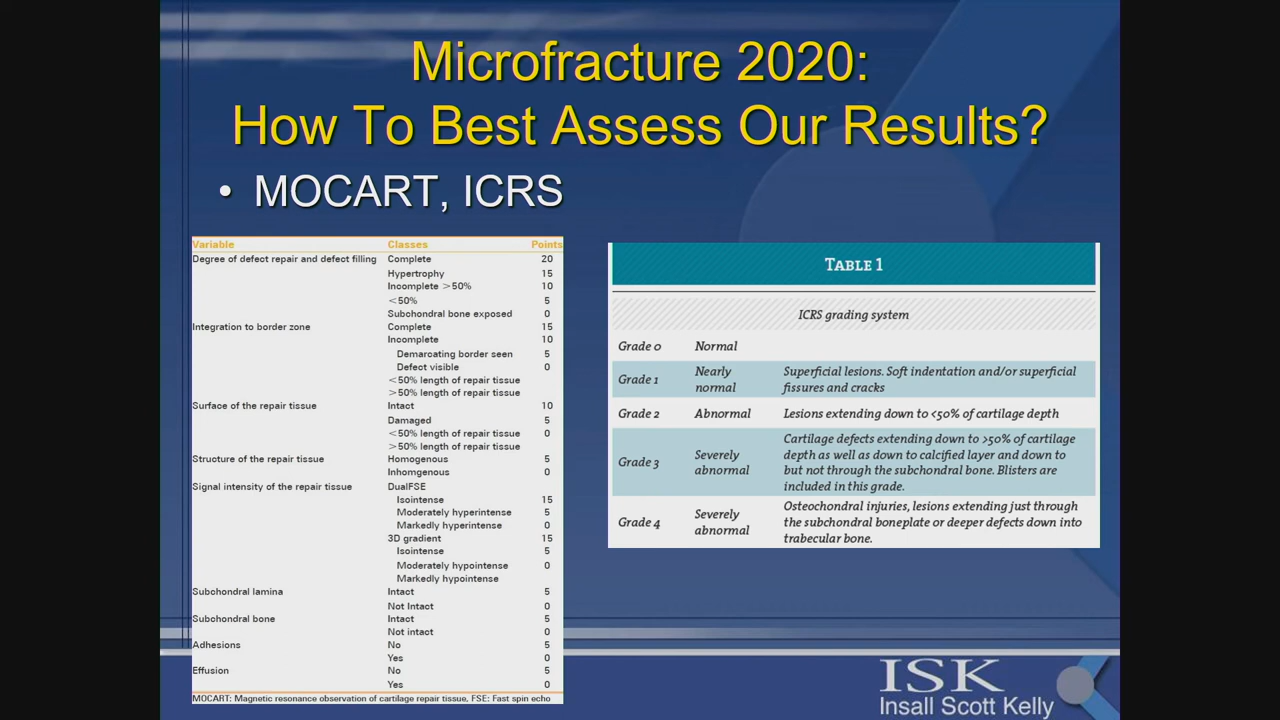 Microfracture 2020:
How To Best Assess Our Results?
• MOCART, ICRS
Variable Classes Points
Degree of defect repair and defect filling Complete 20
Hypertrophy 15
Incomplete >50% 10
<50% 5
Subchondral bone exposed 0
Integration to border zone Complete 15
Incomplete 10
Demarcating border seen 5
Defect visible 0
<50% length of repair tissue
>50% length of repair tissue
Surface of the repair tissue Intact 10
Damaged 5
<50% length of repair tissue 0
>50% length of repair tissue
Structure of the repair tissue Homogenous 5
Inhomgenous 0
Signal intensity of the repair tissue DualFSE
Isointense 15
Moderately hyperintense 5
Markedly hyperintense 0
3D gradient 15
Isointense 5
Moderately hypointense 0
Markedly hypointense
Subchondral lamina Intact 5
Not Intact 0
Subchondral bone Intact 5
Not intact 0
Adhesions No 5
Yes 0
Effusion No 5
Yes 0
MOCART: Magnetic resonance observation of cartilage repair tissue, FSE: Fast spin echo
TABLE 1
ICRS grading system
Grade 0 Normal
Grade 1 Nearly normal Superficial lesions. Soft indentation and/or superficial
fissures and cracks
Grade 2 Abnormal Lesions extending down to <50% of cartilage depth
Grade 3 Severely abnormal Cartilage defects extending down to >50% of cartilage
depth as well as down to calcified layer and down to
but not through the subchondral bone. Blisters are
included in this grade.
Grade 4 Severely abnormal Osteochondral injuries, lesions extending just through
the subchondral boneplate or deeper defects down into
trabecular bone.
ISK
Insall Scott Kelly